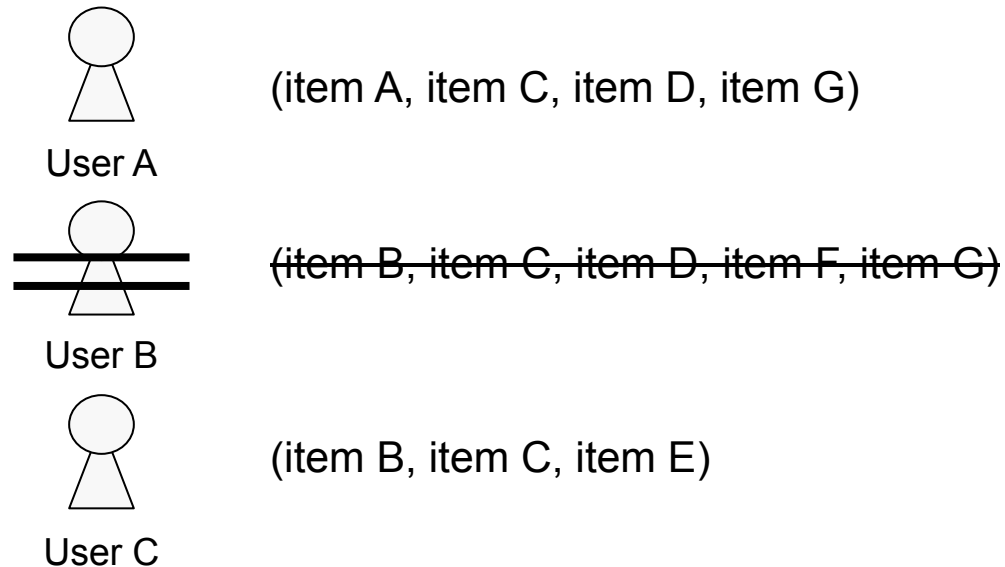 (item A, item C, item D, item G)
User A
(item B, item C, item D, item F, item G)
User B
(item B, item C, item E)
User C